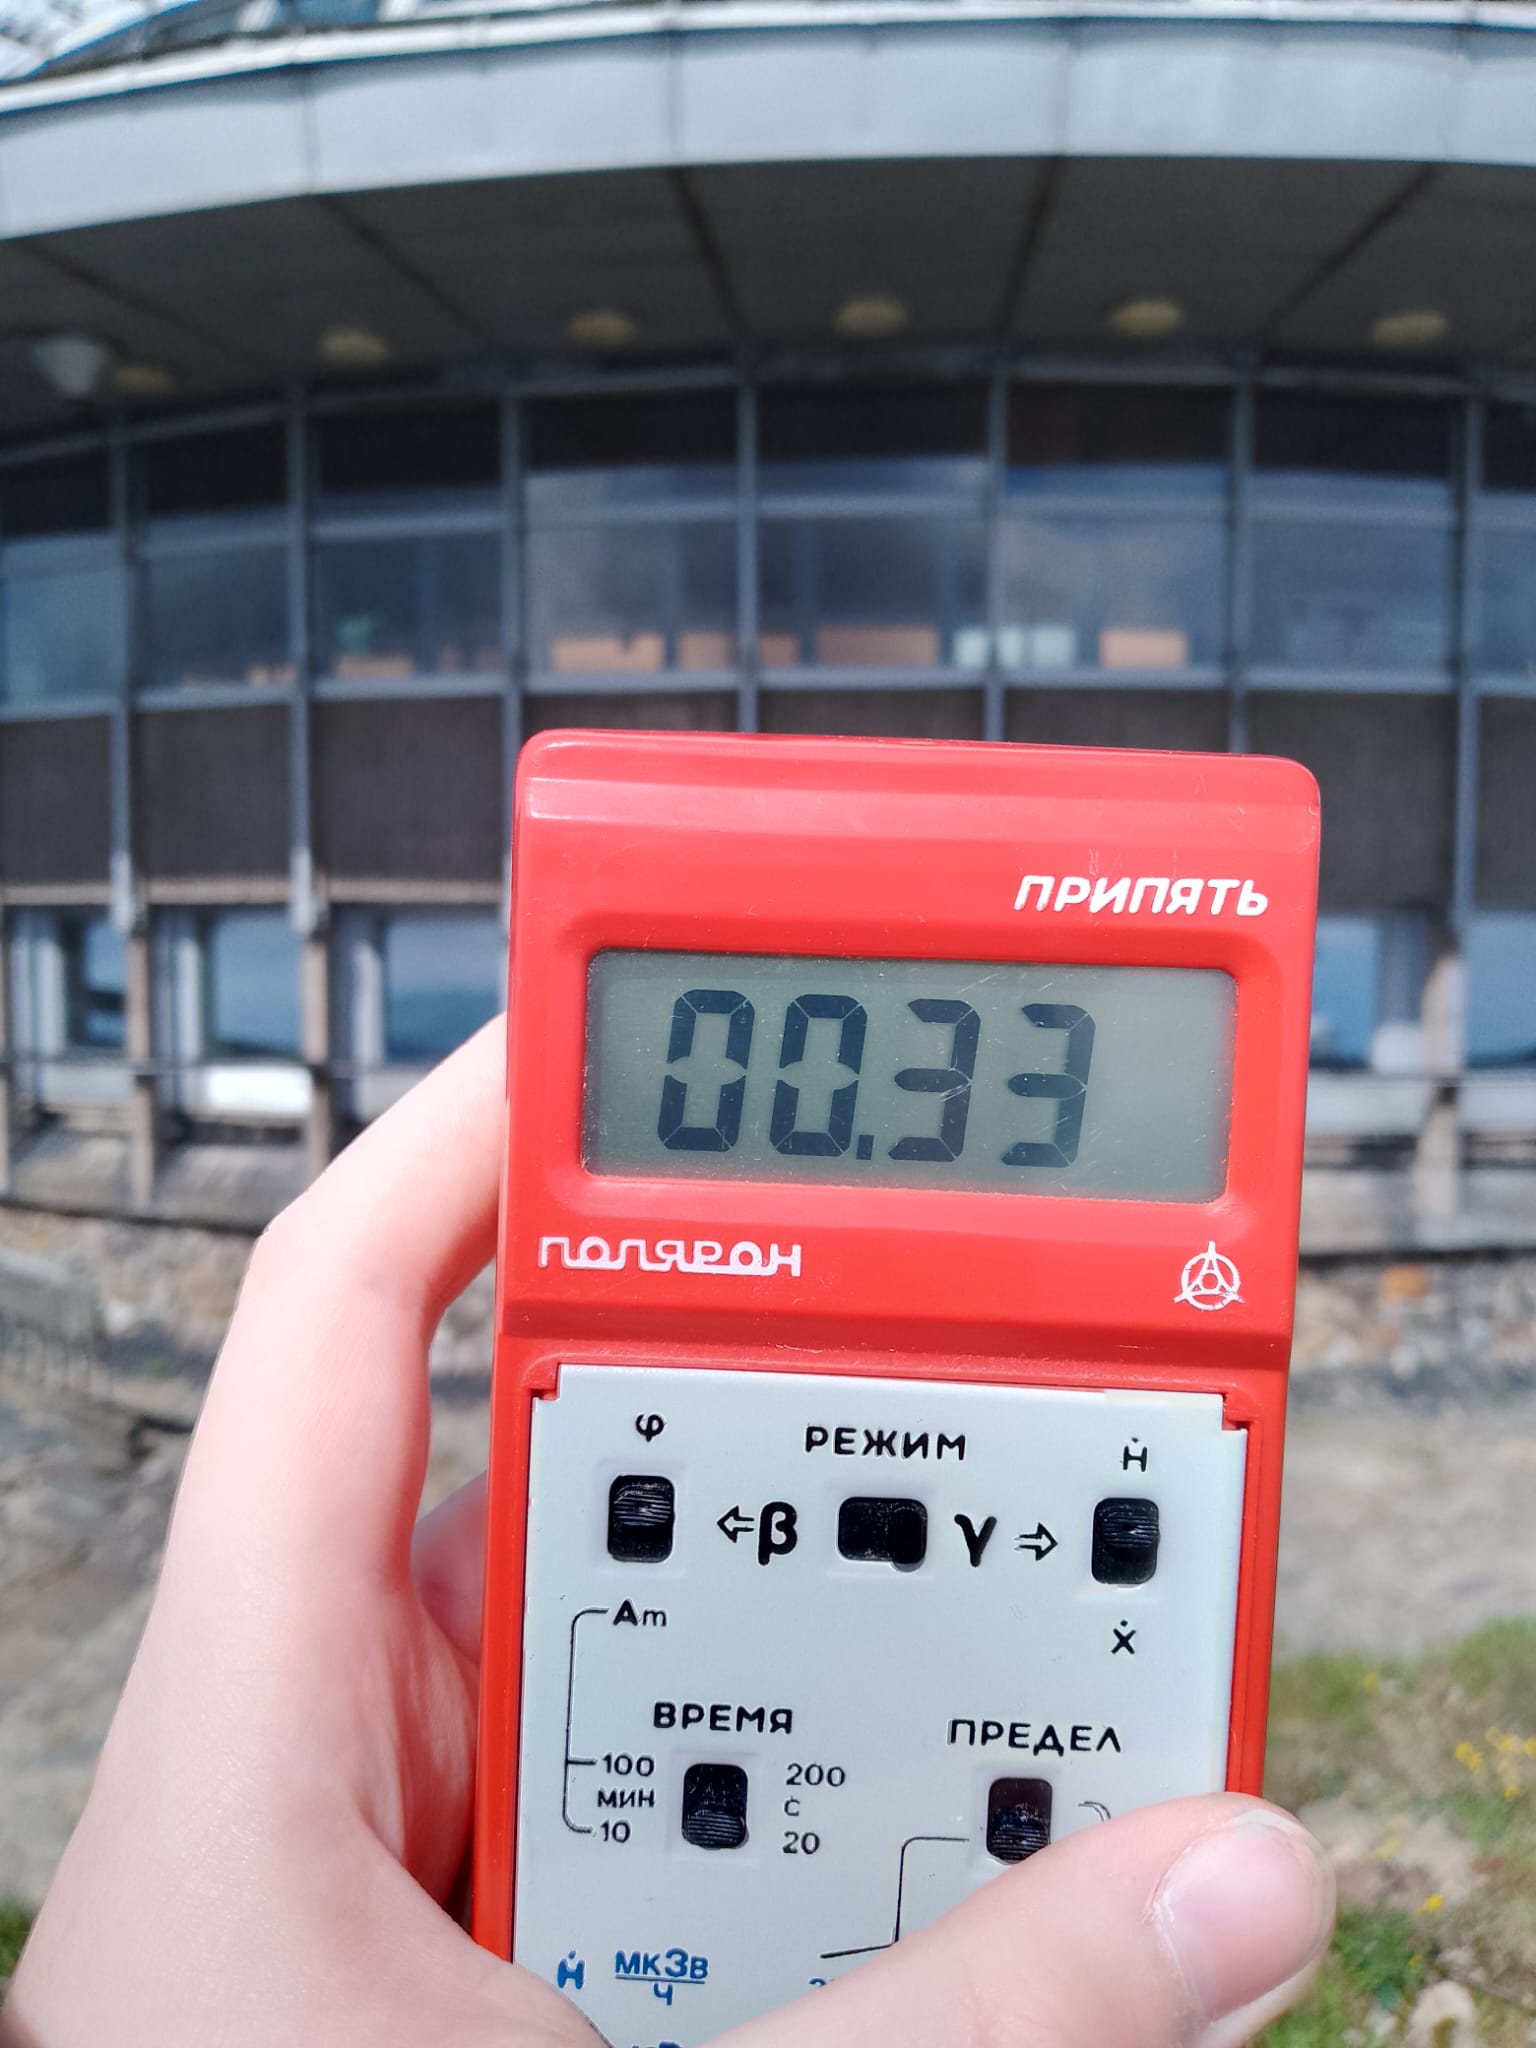 ПРИПЯТЬ
00.33
ПОЛЯРОН
φ
РЕЖИМ
Ḣ
⇦β
γ⇨
Am
Ẋ
ВРЕМЯ
ПРЕДЕЛ
100
200
МИН
С
10
20
Ḣ
мкЗв
ч